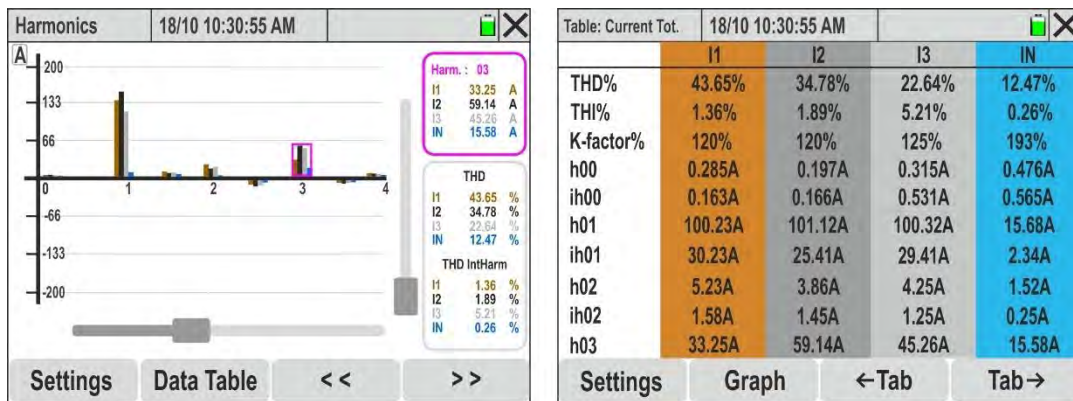 Harmonics 18/10 10:30:55 AM
A
200
133
66
0 1 2 3 4
-66
-133
-200
Harm. : 03
I1 33.25 A
I2 59.14 A
I3 45.26 A
IN 15.58 A
THD
I1 43.65 %
I2 34.78 %
I3 22.64 %
IN 12.47 %
THD IntHarm
I1 1.36 %
I2 1.89 %
I3 5.21 %
IN 0.26 %
Settings Data Table << >>
Table: Current Tot. 18/10 10:30:55 AM
I1 I2 I3 IN
THD% 43.65% 34.78% 22.64% 12.47%
THI% 1.36% 1.89% 5.21% 0.26%
K-factor% 120% 120% 125% 193%
h00 0.285A 0.197A 0.315A 0.476A
ih00 0.163A 0.166A 0.531A 0.565A
h01 100.23A 101.12A 100.32A 15.68A
ih01 30.23A 25.41A 29.41A 2.34A
h02 5.23A 3.86A 4.25A 1.52A
ih02 1.58A 1.45A 1.25A 0.25A
h03 33.25A 59.14A 45.26A 15.58A
Settings Graph ←Tab Tab→